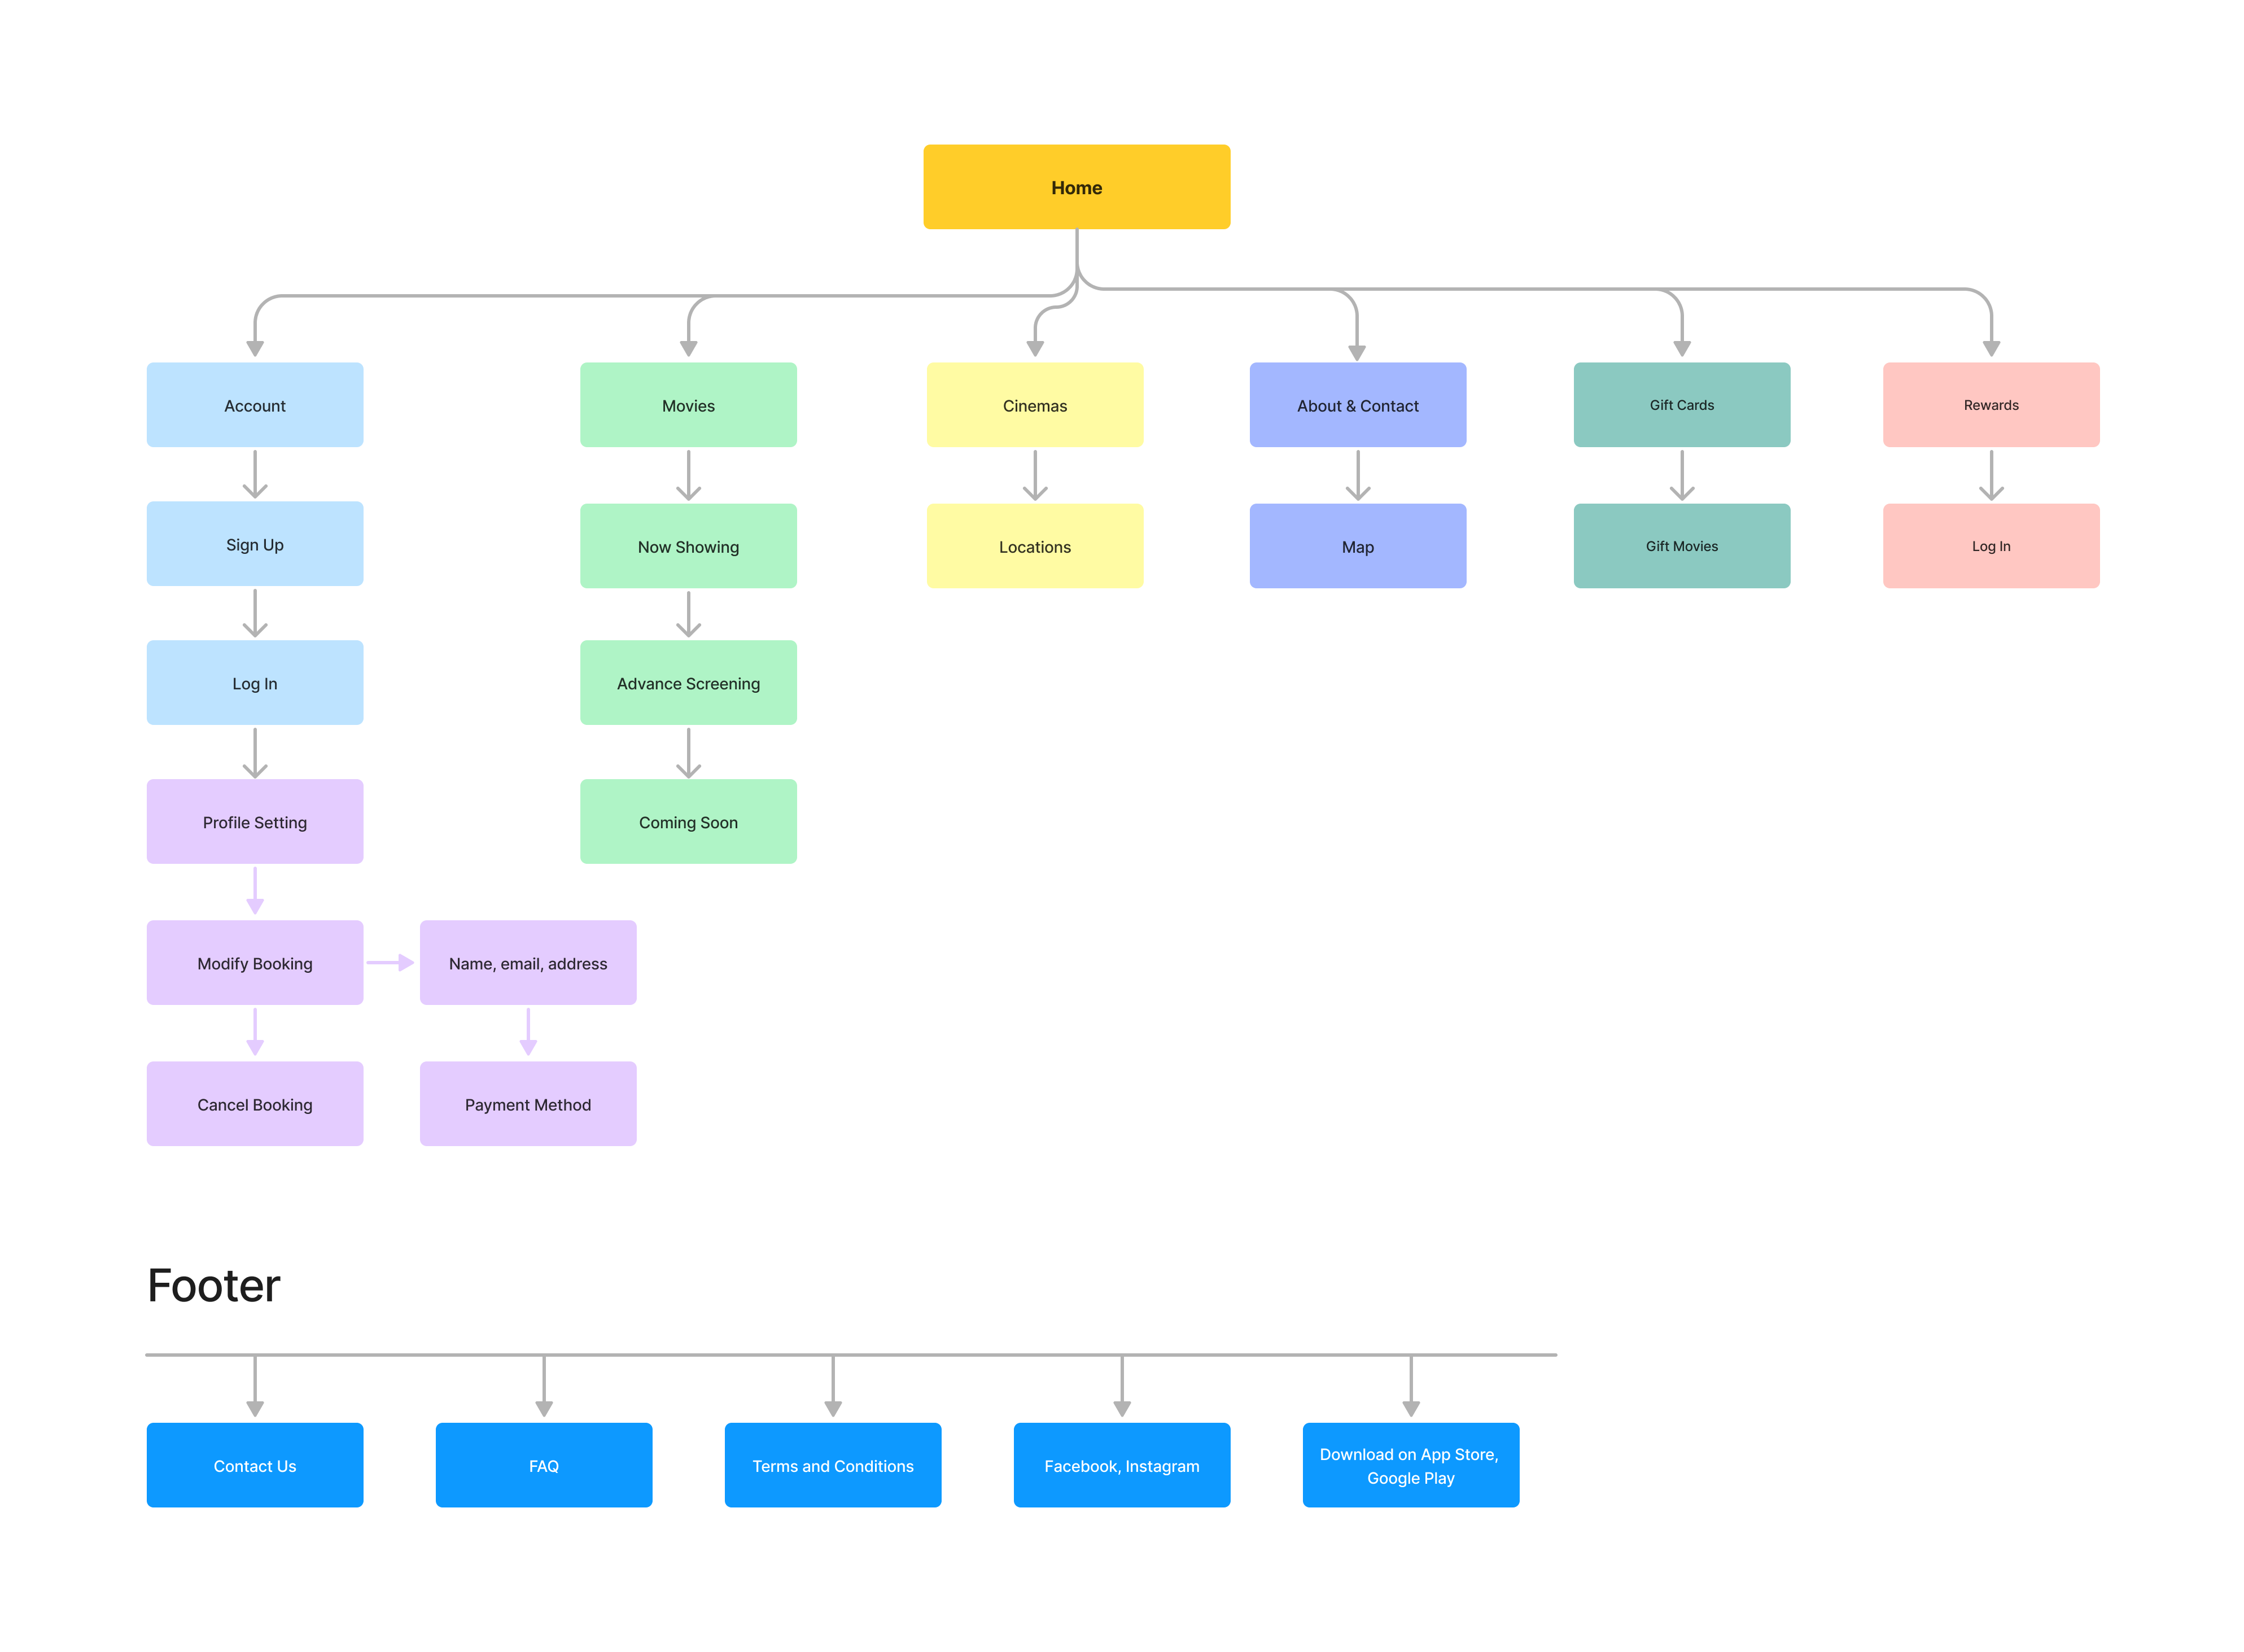 Home
Account
Movies
Cinemas
About & Contact
Gift Cards
Rewards
Sign Up
Now Showing
Locations
Map
Gift Movies
Log In
Log In
Advance Screening
Profile Setting
Coming Soon
Modify Booking
Name, email, address
Cancel Booking
Payment Method
Footer
Contact Us
FAQ
Terms and Conditions
Facebook, Instagram
Download on App Store,
Google Play